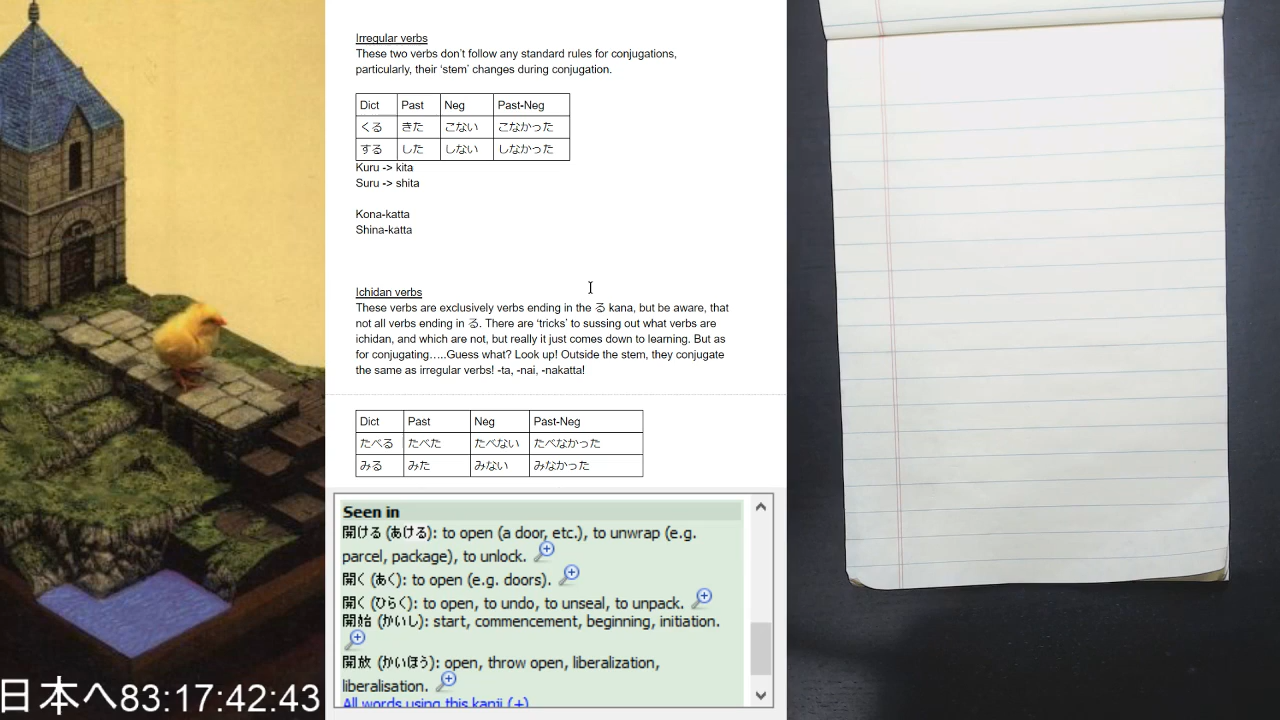 Irregular verbs
These two verbs don't follow any standard rules for conjugations,
particularly, their 'stem' changes during conjugation.
Dict Past Neg Past-Neg
くる きた こない こなかった
する した しない しなかった
Kuru -> kita
Suru -> shita
Kona-katta
Shina-katta
Ichidan verbs
These verbs are exclusively verbs ending in the る kana, but be aware, that
not all verbs ending in る. There are 'tricks' to sussing out what verbs are
ichidan, and which are not, but really it just comes down to learning. But as
for conjugating…..Guess what? Look up! Outside the stem, they conjugate
the same as irregular verbs! -ta, -nai, -nakatta!
Dict Past Neg Past-Neg
たべる たべた たべない たべなかった
みる みた みない みなかった
Seen in
開ける (あける): to open (a door, etc.), to unwrap (e.g.
parcel, package), to unlock.
開く (あく): to open (e.g. doors).
開く (ひらく): to open, to undo, to unseal, to unpack.
開始 (かいし): start, commencement, beginning, initiation.
開放 (かいほう): open, throw open, liberalization,
liberalisation.
All words using this kanji (+)
日本へ83:17:42:43